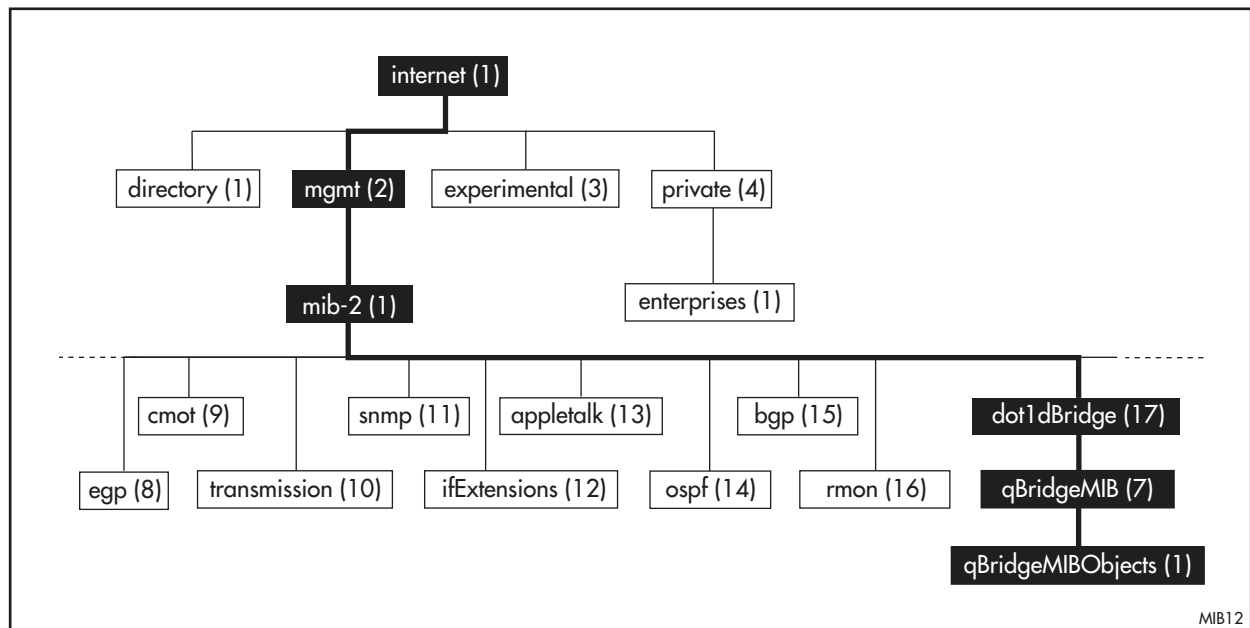 internet (1)
directory (1)
mgmt (2)
experimental (3)
private (4)
mib-2 (1)
enterprises (1)
cmot (9)
snmp (11)
appletalk (13)
bgp (15)
dot1dBridge (17)
egp (8)
transmission (10)
ifExtensions (12)
ospf (14)
rmon (16)
qBridgeMIB (7)
qBridgeMIBObjects (1)
MIB12